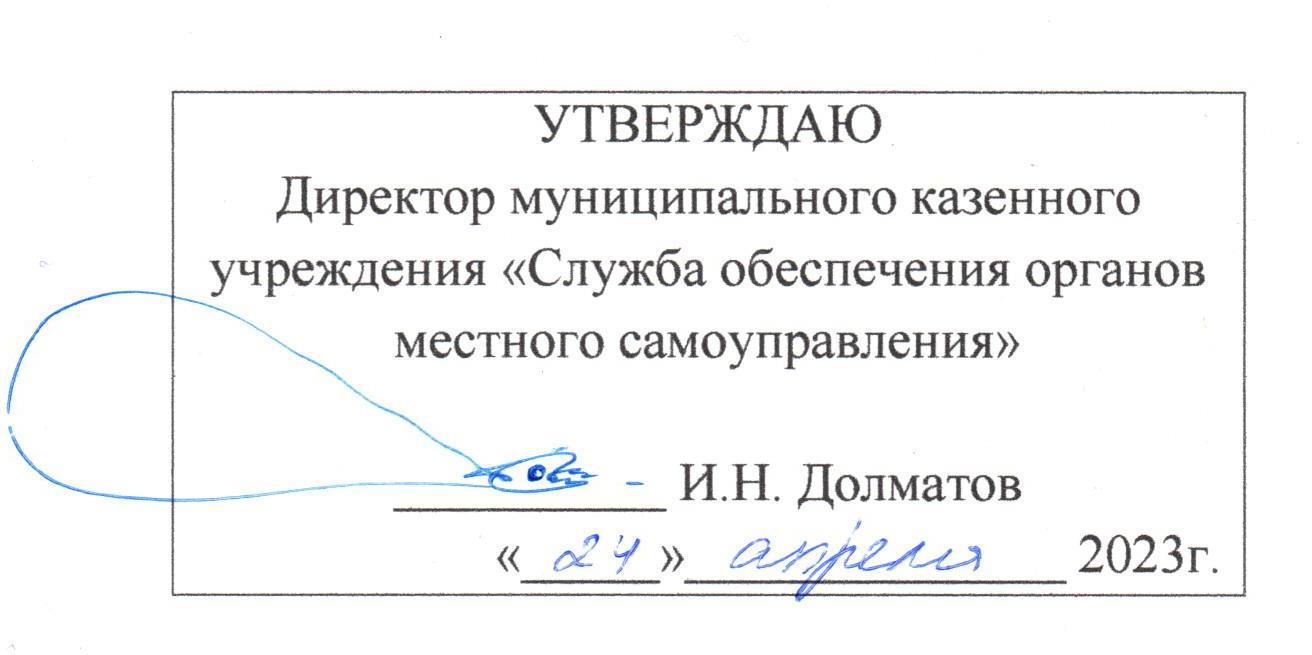 УТВЕРЖДАЮ
Директор муниципального казенного
учреждения «Служба обеспечения органов
местного самоуправления»
И.Н. Долматов
«24» апреля 2023г.